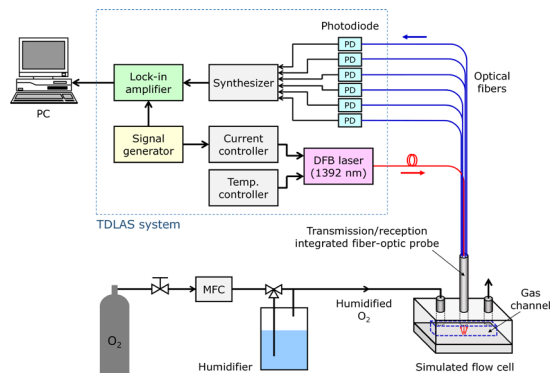 Photodiode
PD
PD
PD
PD
PD
PD
Optical
fibers
PC
Lock-in
amplifier
Synthesizer
Signal
generator
Current
controller
Temp.
controller
DFB laser
(1392 nm)
TDLAS system
Transmission/reception
integrated fiber-optic probe
Gas
channel
MFC
Humidified
O2
O2
Humidifier
Simulated flow cell